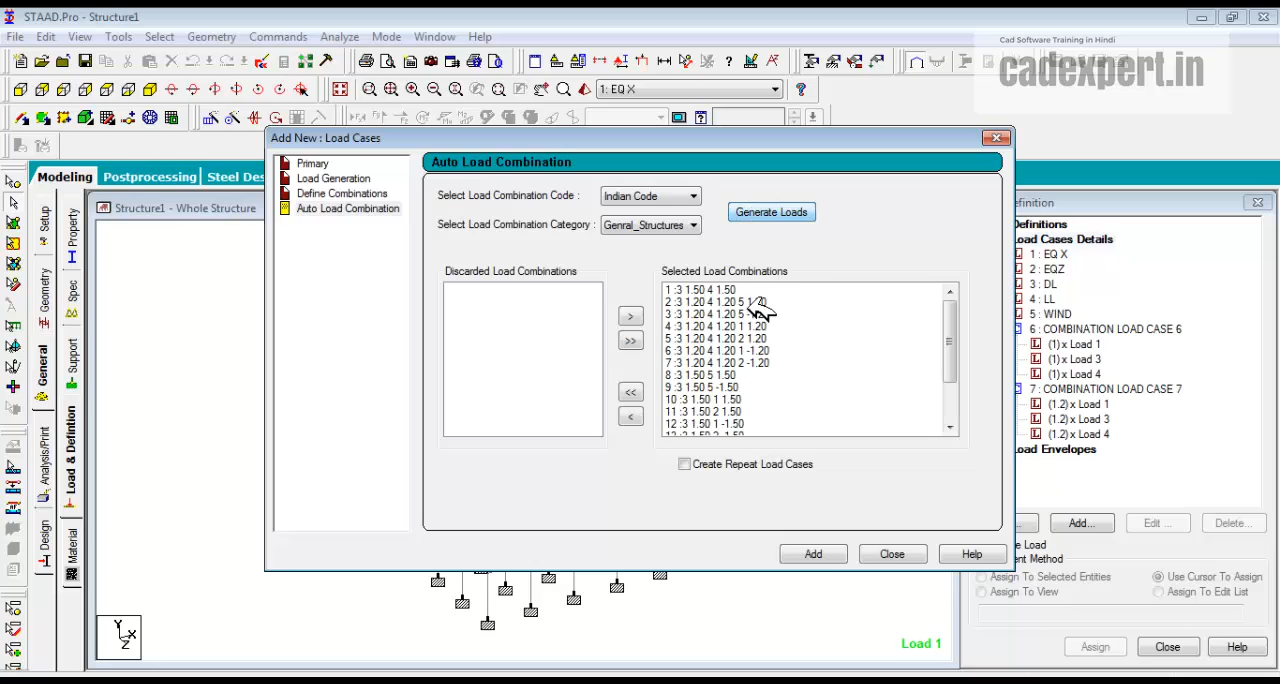 STAAD.Pro - Structure1
File Edit View Tools Select Geometry Commands Analyze Mode Window Help
Cad Software Training in Hindi
cadexpert.in
1: EQ X
Add New : Load Cases
Modeling Postprocessing Steel Des
Structure1 - Whole Structure
Setup
Geometry
General
Analysis/Print
Design
Property
Spec
Support
Load & Definition
Material
Primary
Load Generation
Define Combinations
Auto Load Combination
Auto Load Combination
Select Load Combination Code :
Indian Code
Generate Loads
Select Load Combination Category :
Genral_Structures
Discarded Load Combinations
Selected Load Combinations
1 :3 1.50 4 1.50
2 :3 1.20 4 1.20 5 1.20
3 :3 1.20 4 1.20 5
4 :3 1.20 4 1.20 1 1.20
5 :3 1.20 4 1.20 2 1.20
6 :3 1.20 4 1.20 1 -1.20
7 :3 1.20 4 1.20 2 -1.20
8 :3 1.50 5 1.50
9 :3 1.50 5 -1.50
10 :3 1.50 1 1.50
11 :3 1.50 2 1.50
12 :3 1.50 1 -1.50
>
>>
<<
<
Create Repeat Load Cases
Add Close Help
efinition
Definitions
oad Cases Details
1 : EQ X
2 : EQZ
3 : DL
4 : LL
5 : WIND
6 : COMBINATION LOAD CASE 6
(1) x Load 1
(1) x Load 3
(1) x Load 4
7 : COMBINATION LOAD CASE 7
(1.2) x Load 1
(1.2) x Load 3
(1.2) x Load 4
oad Envelopes
... Add... Edit ... Delete...
e Load
ent Method
Assign To Selected Entities Use Cursor To Assign
Assign To View Assign To Edit List
Assign Close Help
Y
X
Z
Load 1